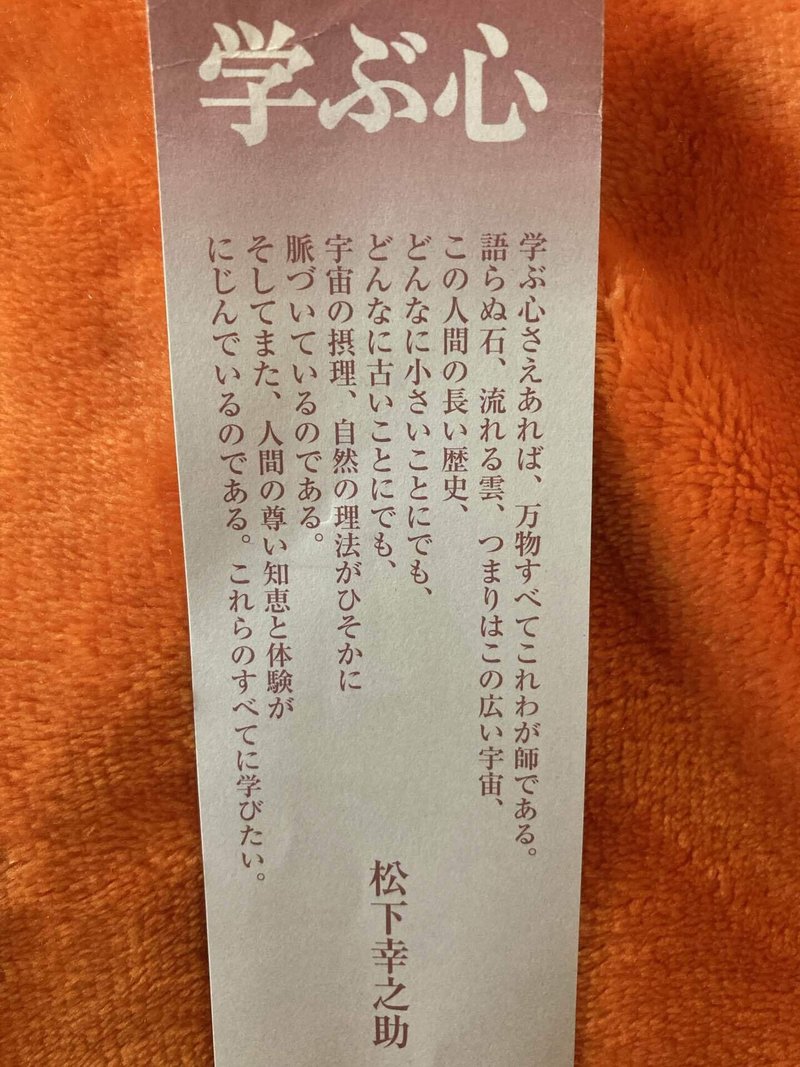 学ぶ心
学ぶ心さえあれば、万物すべてこれわが師である。
語らぬ石、流れる雲、つまりはこの広い宇宙、
この人間の長い歴史、
どんなに小さいことにでも、
どんなに古いことにでも、
宇宙の摂理、自然の理法がひそかに
脈づいているのである。
そしてまた、人間の尊い知恵と体験が
にじんでいるのである。これらのすべてに学びたい。
松下幸之助